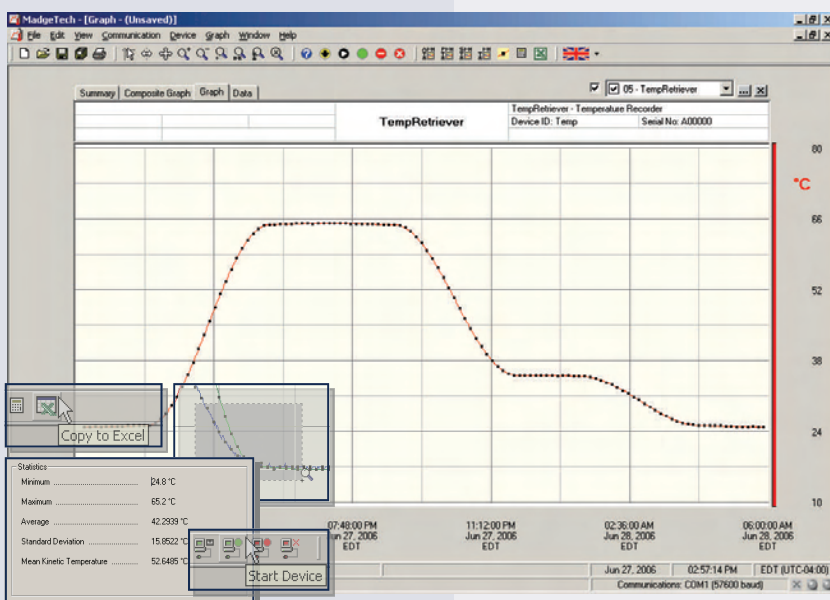 MadgeTech - [Graph - (Unsaved)]
File Edit View Communication Device Graph Window Help
Summary Composite Graph Graph Data
05 - TempRetriever
TempRetriever
TempRetriever - Temperature Recorder
Device ID: Temp Serial No: A00000
80
°C
66
52
38
24
10
Copy to Excel
Statistics
Minimum 24.8 °C
Maximum 65.2 °C
Average 42.2939 °C
Standard Deviation 15.8522 °C
Mean Kinetic Temperature 52.6485 °C
Start Device
07:48:00 PM 11:12:00 PM 02:36:00 AM 06:00:00 AM
Jun 27, 2006 Jun 27, 2006 Jun 28, 2006 Jun 28, 2006
EDT EDT EDT EDT
Jun 27, 2006 02:57:14 PM EDT (UTC-04:00)
Communications: COM1 (57600 baud)